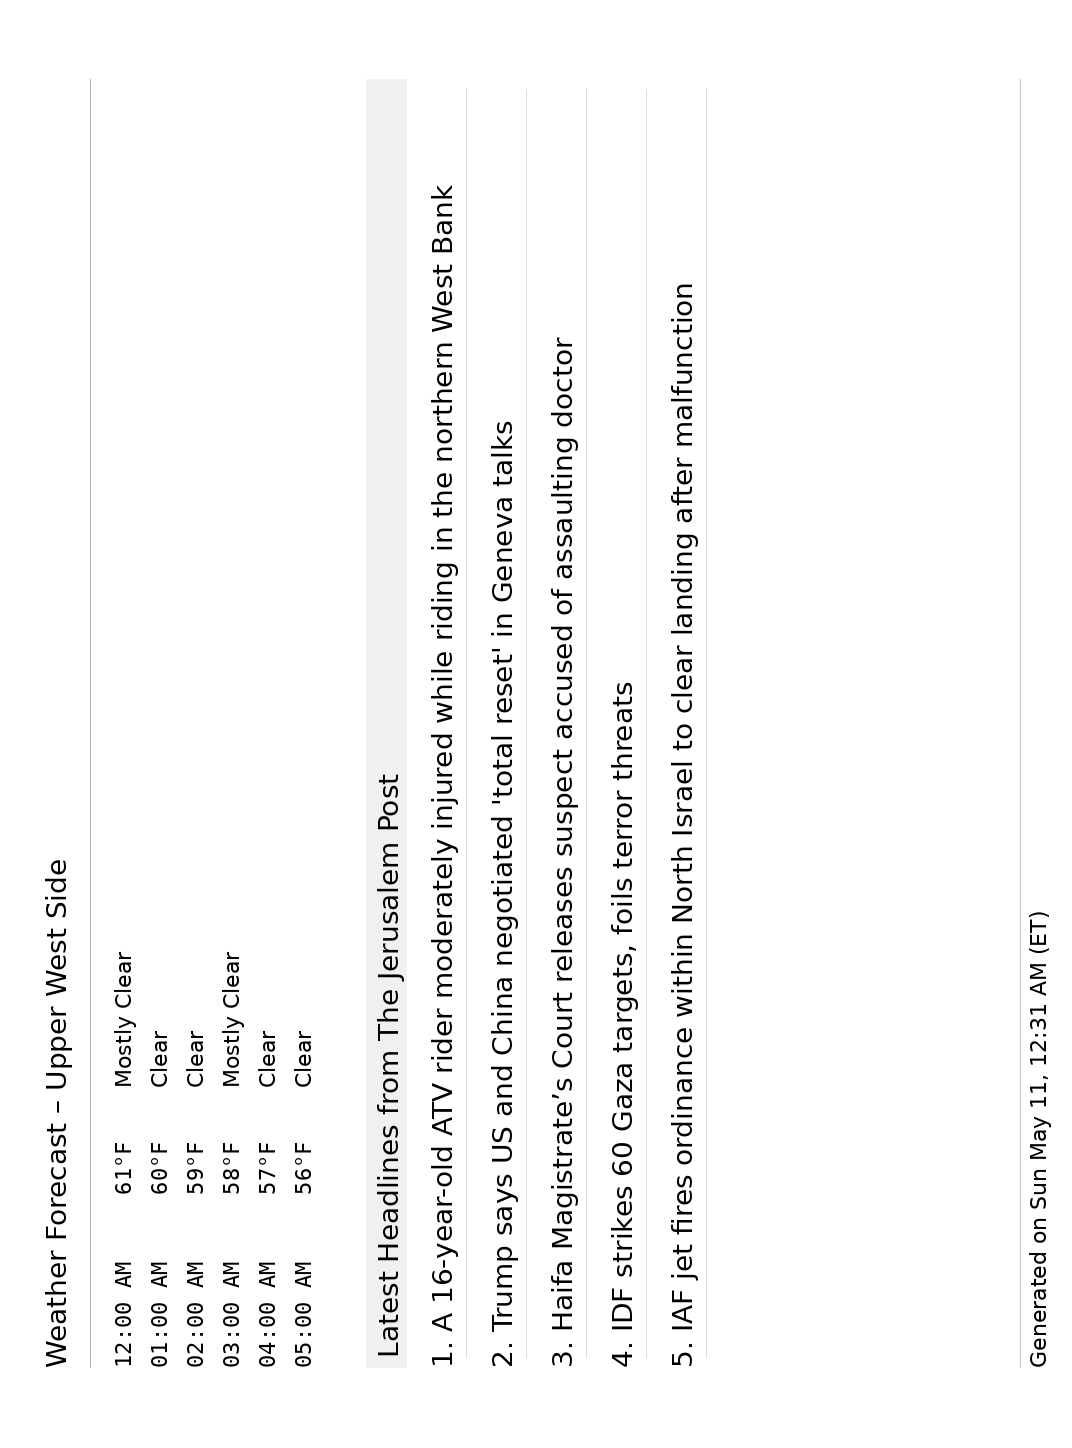 Weather Forecast – Upper West Side
12:00 AM 61°F Mostly Clear
01:00 AM 60°F Clear
02:00 AM 59°F Clear
03:00 AM 58°F Mostly Clear
04:00 AM 57°F Clear
05:00 AM 56°F Clear
Latest Headlines from The Jerusalem Post
1. A 16-year-old ATV rider moderately injured while riding in the northern West Bank
2. Trump says US and China negotiated 'total reset' in Geneva talks
3. Haifa Magistrate’s Court releases suspect accused of assaulting doctor
4. IDF strikes 60 Gaza targets, foils terror threats
5. IAF jet fires ordinance within North Israel to clear landing after malfunction
Generated on Sun May 11, 12:31 AM (ET)